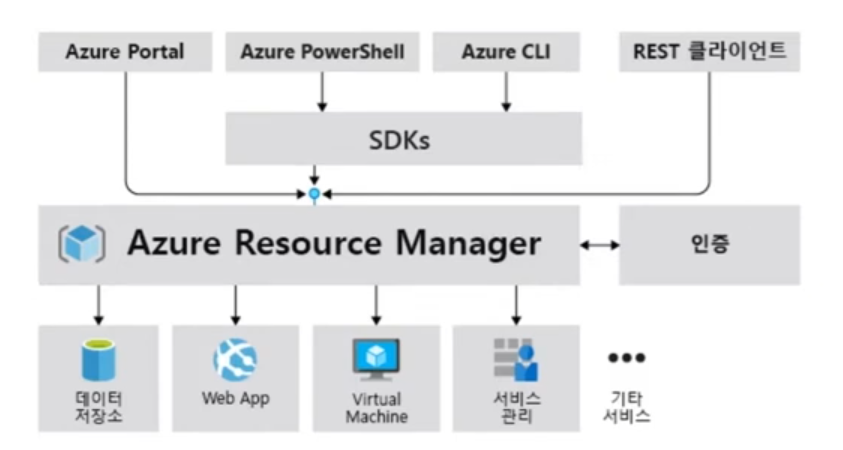 Azure Portal
Azure PowerShell
Azure CLI
REST 클라이언트
SDKs
Azure Resource Manager
인증
데이터
저장소
Web App
Virtual
Machine
서비스
관리
기타
서비스